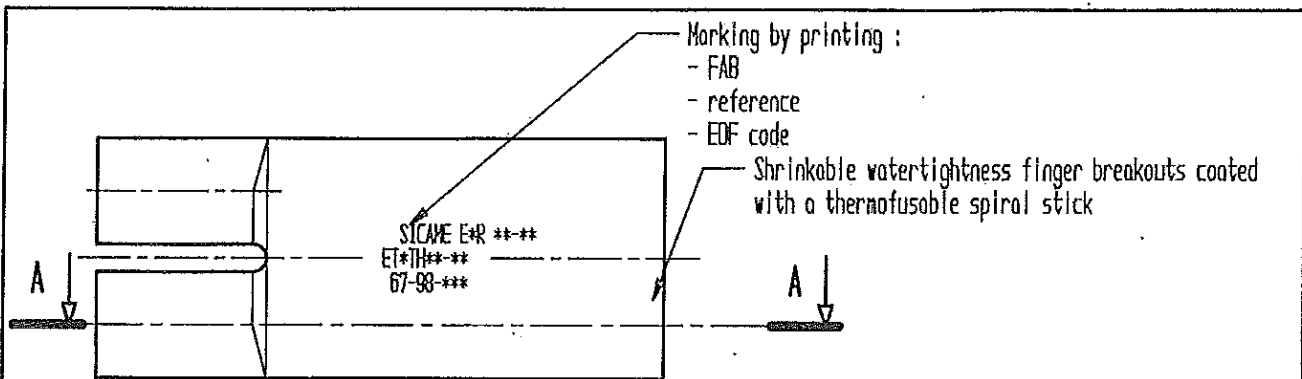 Marking by printing :
- FAB
- reference
- EDF code
Shrinkable watertightness finger breakouts coated
with a thermofusable spiral stick
SICAME E*R **-**
ET*TH**-**
67-98-***
A
A